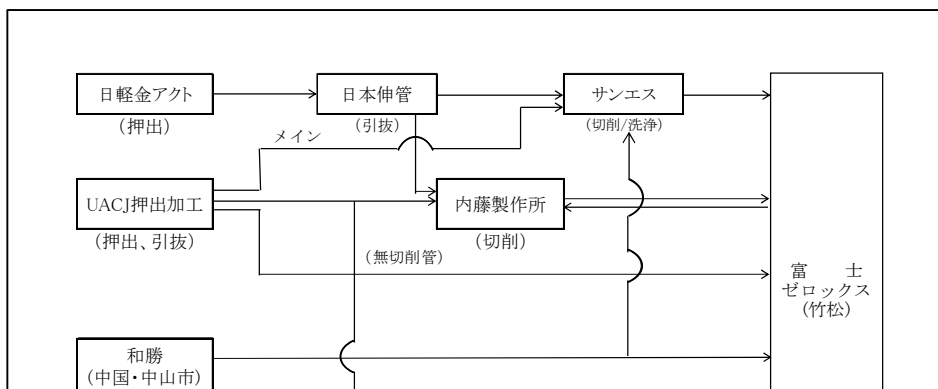 日軽金アクト
(押出)
日本伸管
(引抜)
サンエス
(切削/洗浄)
メイン
UACJ押出加工
(押出、引抜)
内藤製作所
(切削)
(無切削管)
富 士
ゼロックス
(竹松)
和勝
(中国・中山市)